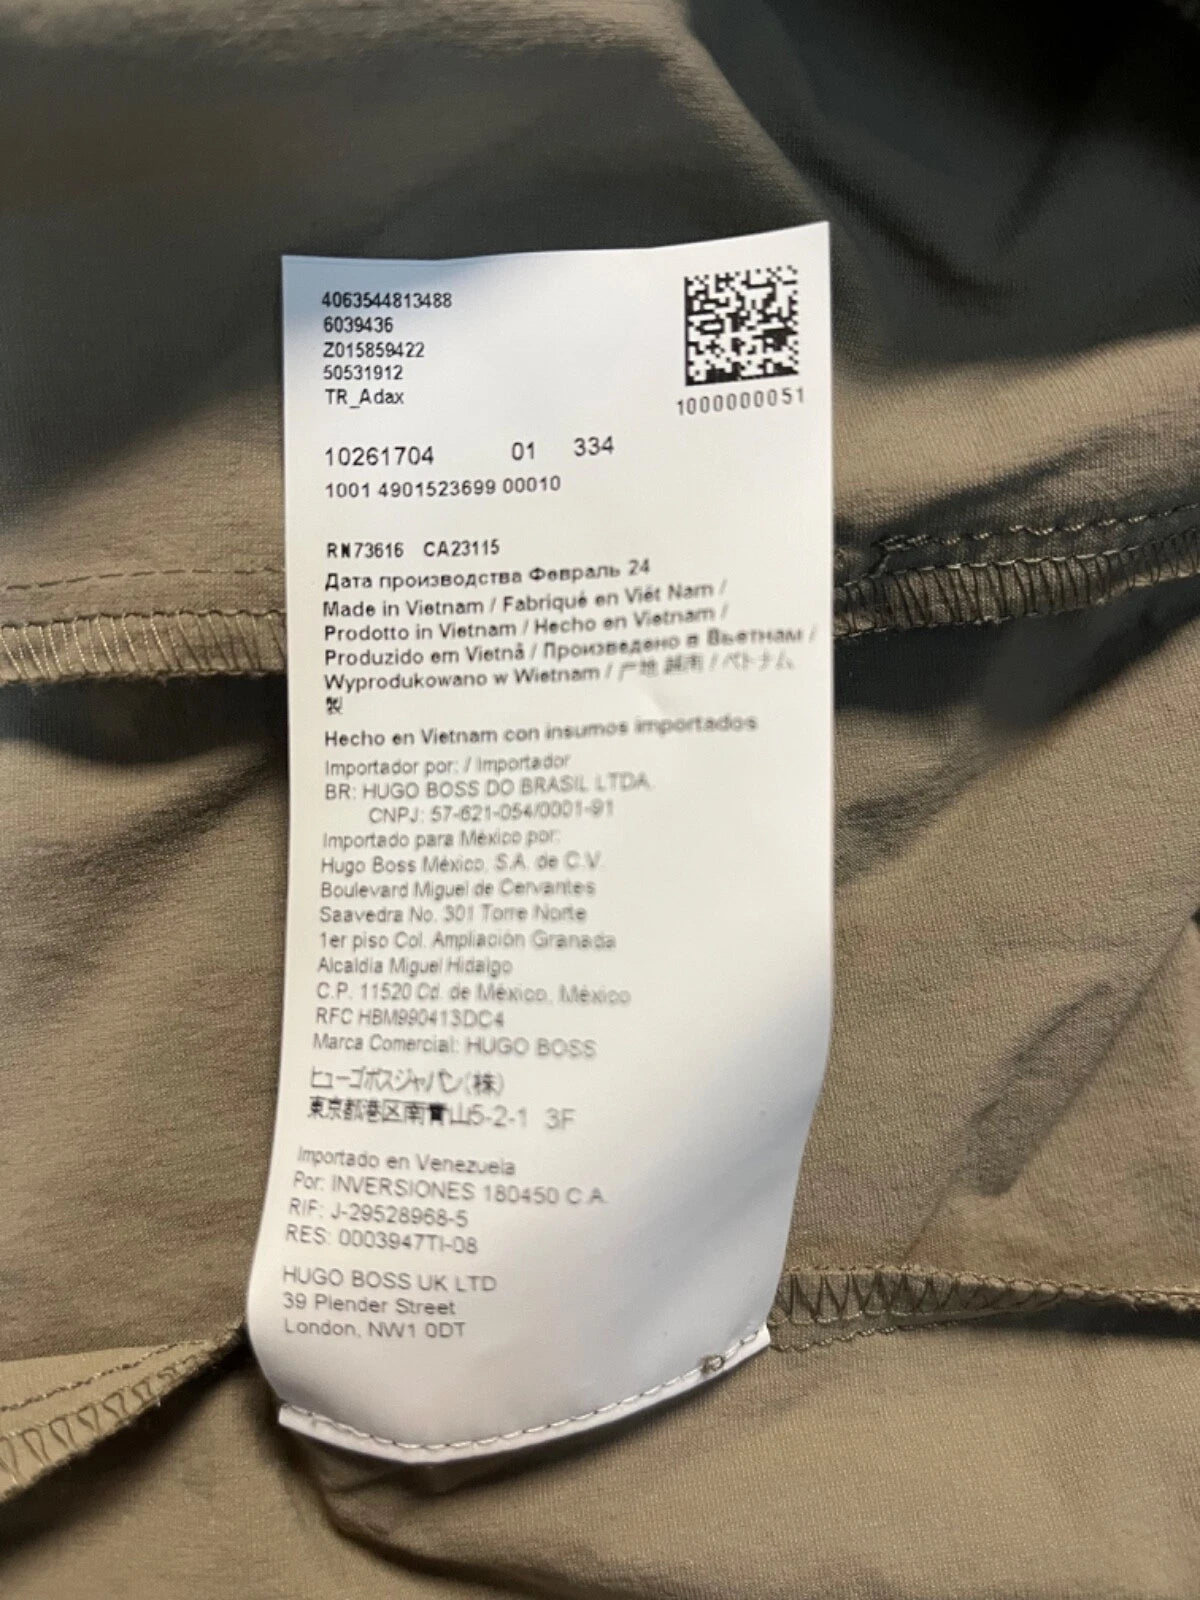 4063544813488
6039436
Z015859422
50531912
TR_Adax
1000000051
10261704 01 334
1001 4901523699 00010
RN73616 CA23115
Дата производства Февраль 24
Made in Vietnam / Fabriqué en Viêt Nam /
Prodotto in Vietnam / Hecho en Vietnam /
Produzido em Vietnã / Произведено в Вьетнам /
Wyprodukowano w Wietnam / 产地 越南 / ベトナム
製
Hecho en Vietnam con insumos importados
Importador por: / Importador
BR: HUGO BOSS DO BRASIL LTDA.
CNPJ: 57-621-054/0001-91
Importado para México por:
Hugo Boss México, S.A. de C.V.
Boulevard Miguel de Cervantes
Saavedra No. 301 Torre Norte
1er piso Col. Ampliación Granada
Alcaldía Miguel Hidalgo
C.P. 11520 Cd. de México, México
RFC HBM990413DC4
Marca Comercial: HUGO BOSS
ヒューゴボスジャパン(株)
東京都港区南青山5-2-1 3F
Importado en Venezuela
Por: INVERSIONES 180450 C.A.
RIF: J-29528968-5
RES: 0003947TI-08
HUGO BOSS UK LTD
39 Plender Street
London, NW1 0DT